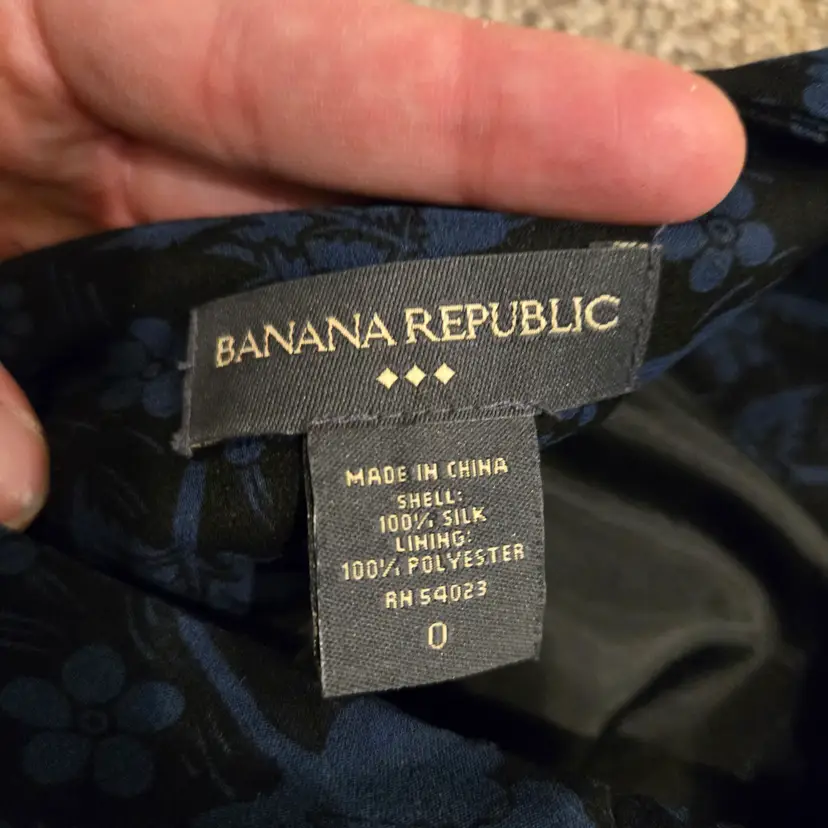 BANANA REPUBLIC
MADE IN CHINA
SHELL:
100% SILK
LINING:
100% POLYESTER
RN 54023
0